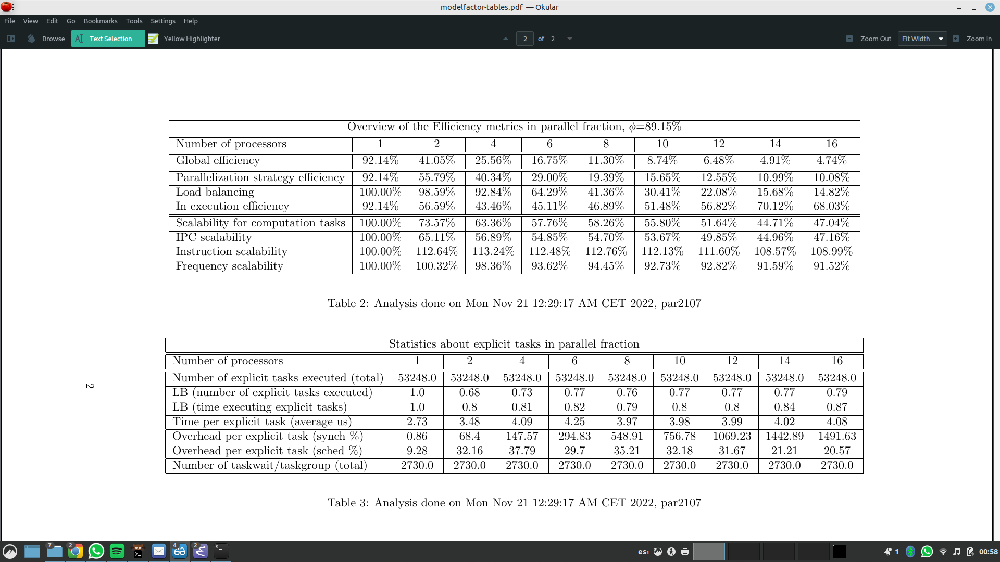 modelfactor-tables.pdf — Okular
File View Edit Go Bookmarks Tools Settings Help
Browse Text Selection Yellow Highlighter 2 of 2 Zoom Out Fit Width Zoom In
Overview of the Efficiency metrics in parallel fraction, ϕ=89.15%
Number of processors 1 2 4 6 8 10 12 14 16
Global efficiency 92.14% 41.05% 25.56% 16.75% 11.30% 8.74% 6.48% 4.91% 4.74%
Parallelization strategy efficiency 92.14% 55.79% 40.34% 29.00% 19.39% 15.65% 12.55% 10.99% 10.08%
Load balancing 100.00% 98.59% 92.84% 64.29% 41.36% 30.41% 22.08% 15.68% 14.82%
In execution efficiency 92.14% 56.59% 43.46% 45.11% 46.89% 51.48% 56.82% 70.12% 68.03%
Scalability for computation tasks 100.00% 73.57% 63.36% 57.76% 58.26% 55.80% 51.64% 44.71% 47.04%
IPC scalability 100.00% 65.11% 56.89% 54.85% 54.70% 53.67% 49.85% 44.96% 47.16%
Instruction scalability 100.00% 112.64% 113.24% 112.48% 112.76% 112.13% 111.60% 108.57% 108.99%
Frequency scalability 100.00% 100.32% 98.36% 93.62% 94.45% 92.73% 92.82% 91.59% 91.52%
Table 2: Analysis done on Mon Nov 21 12:29:17 AM CET 2022, par2107
Statistics about explicit tasks in parallel fraction
Number of processors 1 2 4 6 8 10 12 14 16
Number of explicit tasks executed (total) 53248.0 53248.0 53248.0 53248.0 53248.0 53248.0 53248.0 53248.0 53248.0
LB (number of explicit tasks executed) 1.0 0.68 0.73 0.77 0.76 0.77 0.77 0.77 0.79
LB (time executing explicit tasks) 1.0 0.8 0.81 0.82 0.79 0.8 0.8 0.84 0.87
Time per explicit task (average us) 2.73 3.48 4.09 4.25 3.97 3.98 3.99 4.02 4.08
Overhead per explicit task (synch %) 0.86 68.4 147.57 294.83 548.91 756.78 1069.23 1442.89 1491.63
Overhead per explicit task (sched %) 9.28 32.16 37.79 29.7 35.21 32.18 31.67 21.21 20.57
Number of taskwait/taskgroup (total) 2730.0 2730.0 2730.0 2730.0 2730.0 2730.0 2730.0 2730.0 2730.0
Table 3: Analysis done on Mon Nov 21 12:29:17 AM CET 2022, par2107
2
7 2 4 2 es1 1 00:58